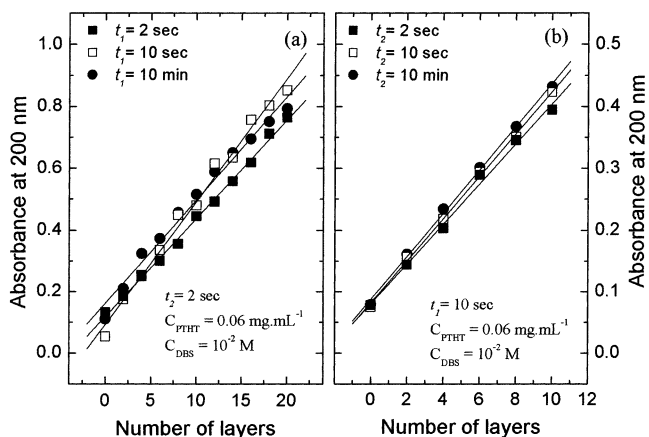 (a)
t₁= 2 sec
t₁= 10 sec
t₁= 10 min
1.0
0.8
0.6
0.4
0.2
0.0
Absorbance at 200 nm
t₂= 2 sec
C_PTHT = 0.06 mg.mL⁻¹
C_DBS = 10⁻² M
0 5 10 15 20
Number of layers
(b)
t₂= 2 sec
t₂= 10 sec
t₂= 10 min
0.5
0.4
0.3
0.2
0.1
0.0
Absorbance at 200 nm
t₁= 10 sec
C_PTHT = 0.06 mg.mL⁻¹
C_DBS = 10⁻² M
0 2 4 6 8 10 12
Number of layers